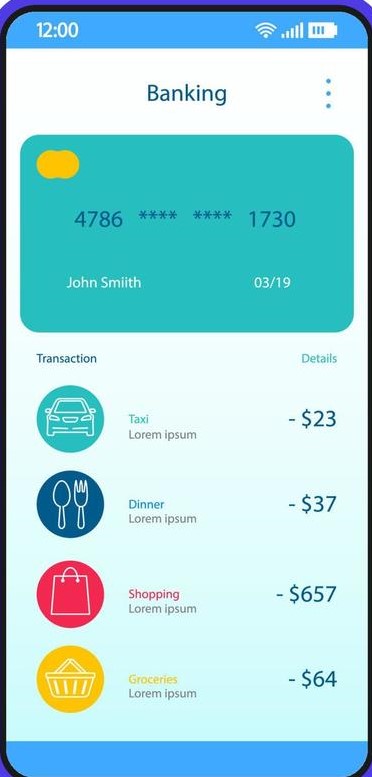 12:00
Banking
4786 **** **** 1730
John Smiith 03/19
Transaction Details
Taxi
Lorem ipsum
- $23
Dinner
Lorem ipsum
- $37
Shopping
Lorem ipsum
- $657
Groceries
Lorem ipsum
- $64